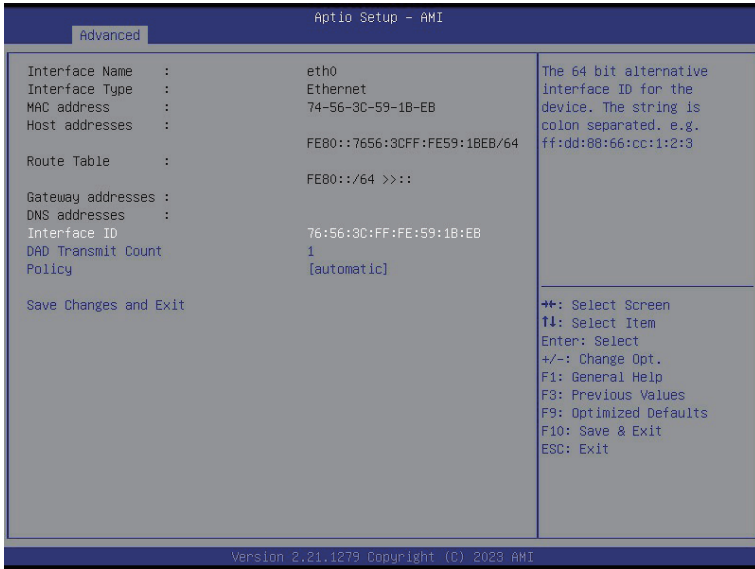 Aptio Setup – AMI
Advanced
Interface Name : eth0
Interface Type : Ethernet
MAC address : 74-56-3C-59-1B-EB
Host addresses :
FE80::7656:3CFF:FE59:1BEB/64
Route Table :
FE80::/64 >>::
Gateway addresses :
DNS addresses :
Interface ID 76:56:3C:FF:FE:59:1B:EB
DAD Transmit Count 1
Policy [automatic]
Save Changes and Exit
The 64 bit alternative
interface ID for the
device. The string is
colon separated. e.g.
ff:dd:88:66:cc:1:2:3
→←: Select Screen
↑↓: Select Item
Enter: Select
+/-: Change Opt.
F1: General Help
F3: Previous Values
F9: Optimized Defaults
F10: Save & Exit
ESC: Exit
Version 2.21.1279 Copyright (C) 2023 AMI